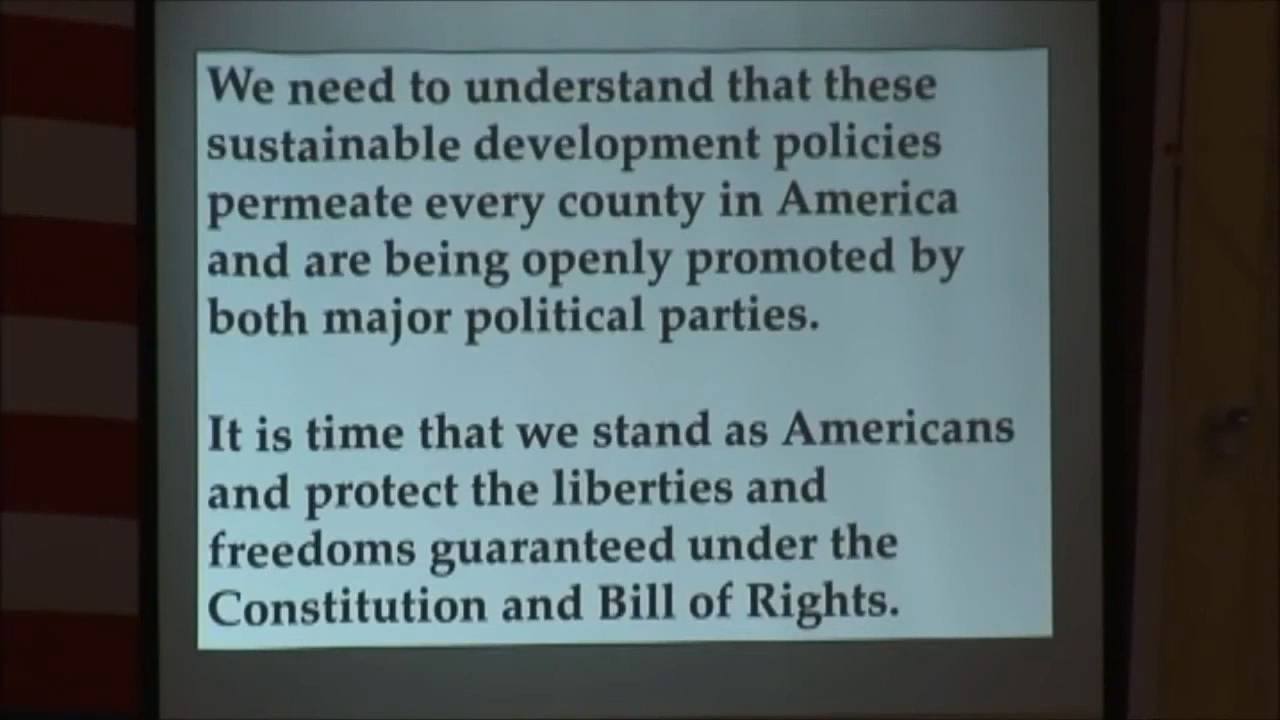 We need to understand that these
sustainable development policies
permeate every county in America
and are being openly promoted by
both major political parties.
It is time that we stand as Americans
and protect the liberties and
freedoms guaranteed under the
Constitution and Bill of Rights.